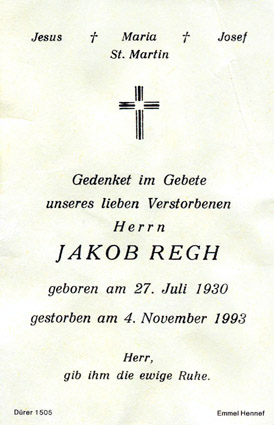 Jesus † Maria † Josef
St. Martin
Gedenket im Gebete
unseres lieben Verstorbenen
Herrn
JAKOB REGH
geboren am 27. Juli 1930
gestorben am 4. November 1993
Herr,
gib ihm die ewige Ruhe.
Dürer 1505 Emmel Hennef